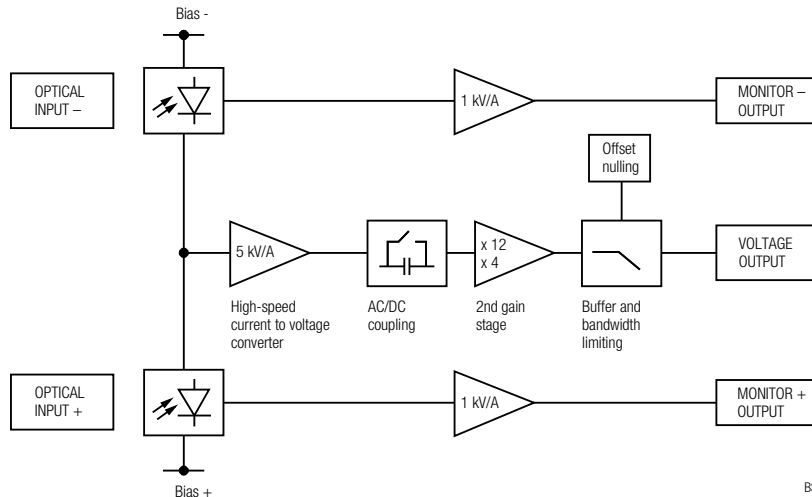 Bias -
OPTICAL
INPUT –
1 kV/A
MONITOR –
OUTPUT
Offset
nulling
5 kV/A
x 12
x 4
VOLTAGE
OUTPUT
High-speed
current to voltage
converter
AC/DC
coupling
2nd gain
stage
Buffer and
bandwidth
limiting
OPTICAL
INPUT +
1 kV/A
MONITOR +
OUTPUT
Bias +